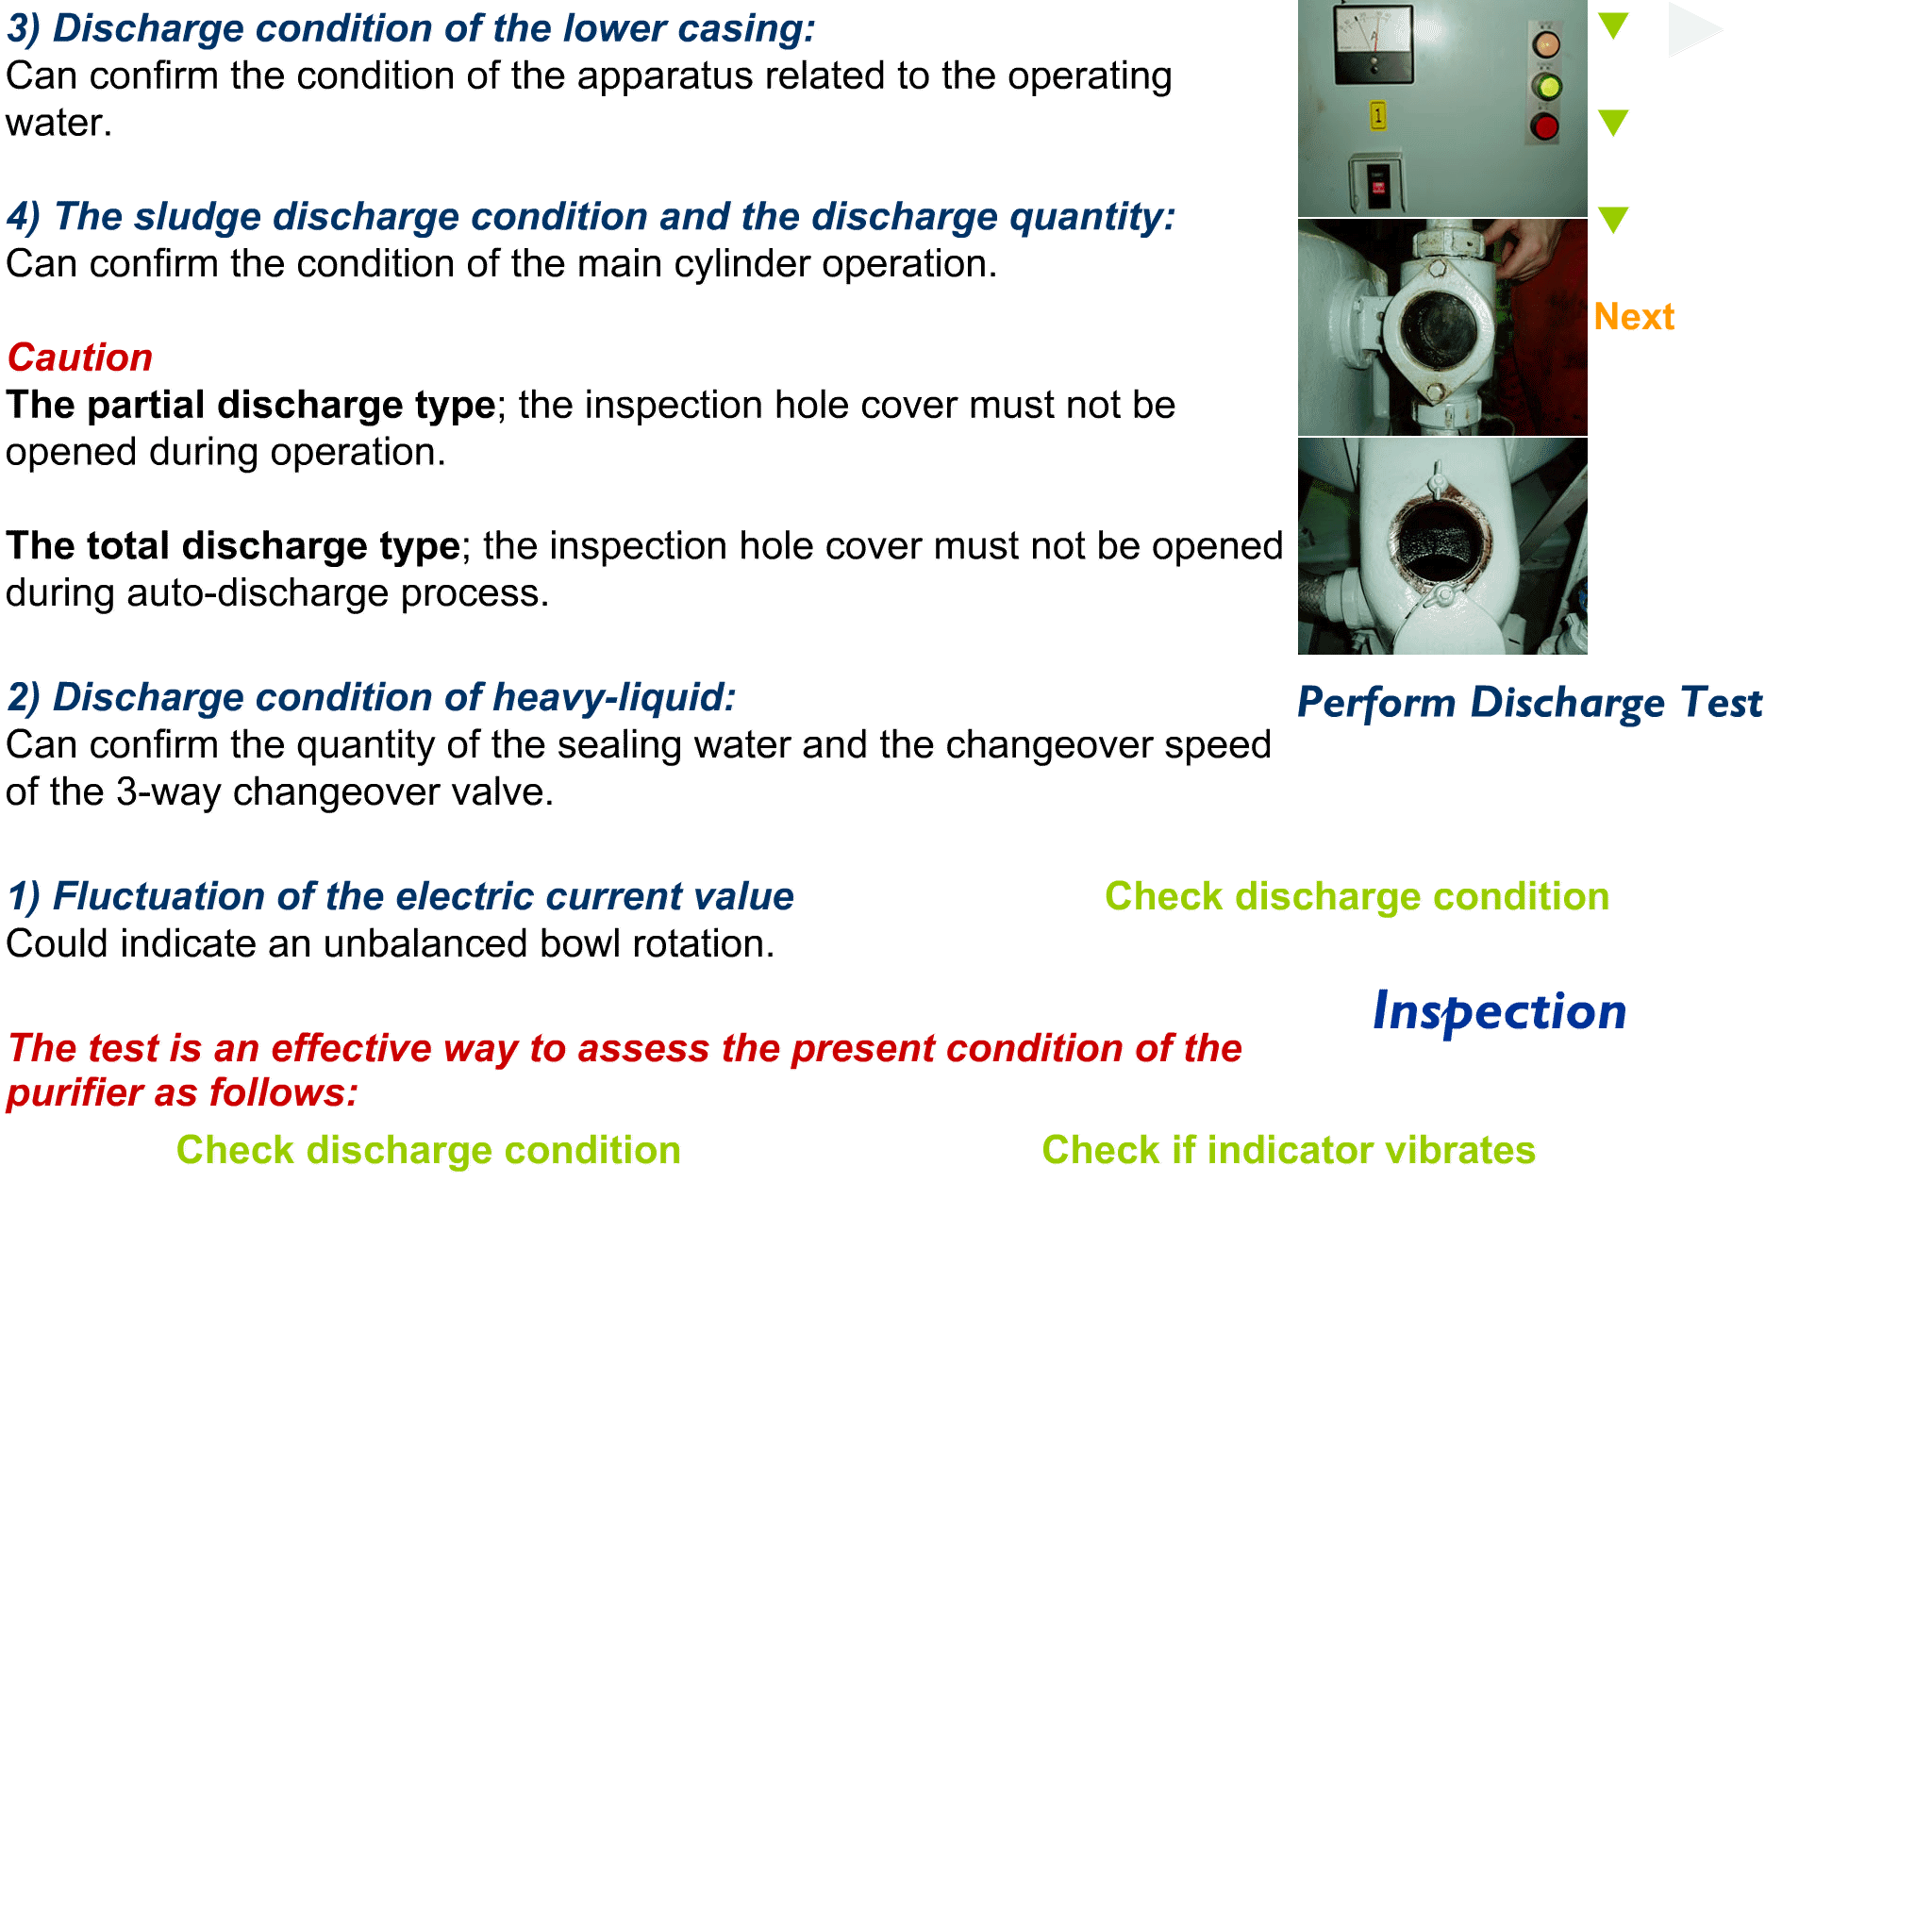 3) Discharge condition of the lower casing:
Can confirm the condition of the apparatus related to the operating
water.
4) The sludge discharge condition and the discharge quantity:
Can confirm the condition of the main cylinder operation.
Caution
The partial discharge type; the inspection hole cover must not be
opened during operation.
The total discharge type; the inspection hole cover must not be opened
during auto-discharge process.
2) Discharge condition of heavy-liquid:
Can confirm the quantity of the sealing water and the changeover speed
of the 3-way changeover valve.
1) Fluctuation of the electric current value
Could indicate an unbalanced bowl rotation.
The test is an effective way to assess the present condition of the
purifier as follows:
Check discharge condition
A
1
Next
Perform Discharge Test
Check discharge condition
Inspection
Check if indicator vibrates